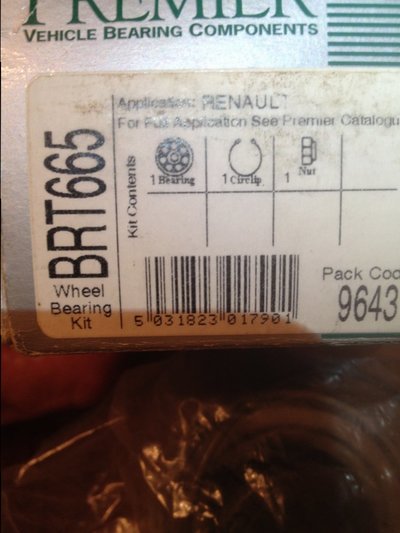 PREMIER
VEHICLE BEARING COMPONENTS
Application: RENAULT
For Full Application See Premier Catalogu
BRT665
Wheel
Bearing
Kit
Kit Contents
1 Bearing
1 Circlip
1 Nut
5 031823 017901
Pack Cod
9643